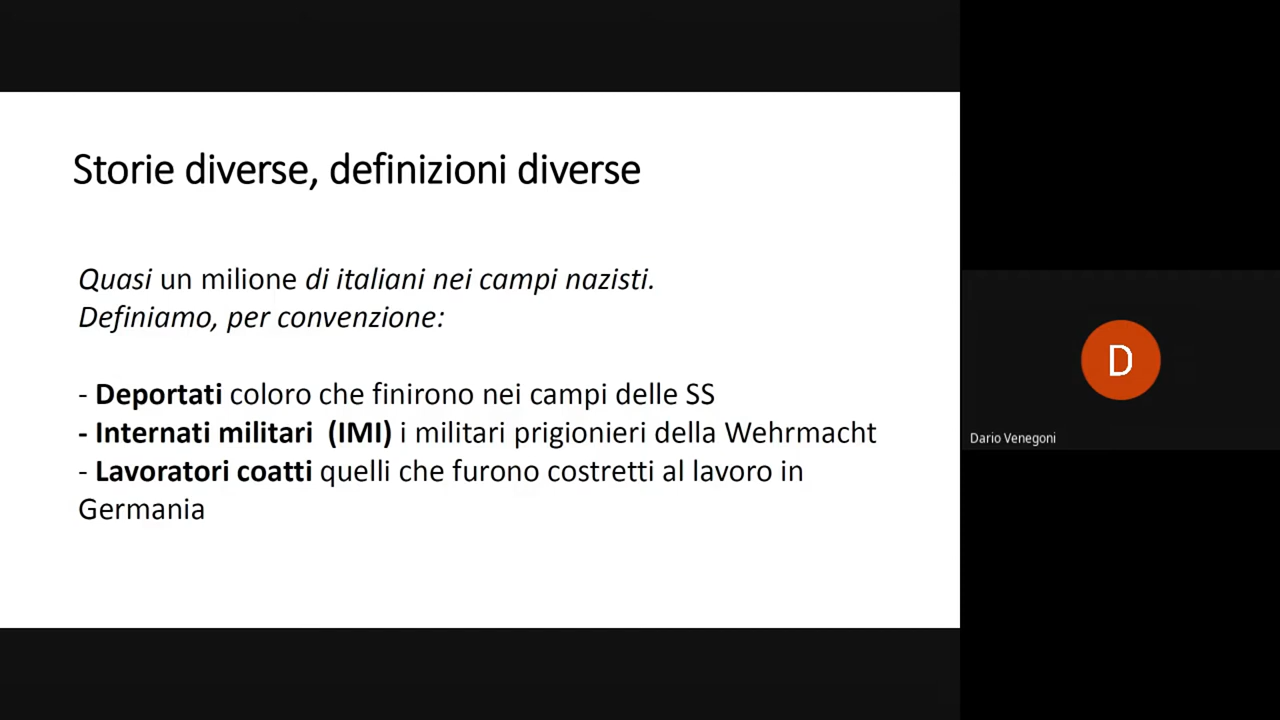 Storie diverse, definizioni diverse
Quasi un milione di italiani nei campi nazisti.
Definiamo, per convenzione:
- Deportati coloro che finirono nei campi delle SS
- Internati militari  (IMI) i militari prigionieri della Wehrmacht
- Lavoratori coatti quelli che furono costretti al lavoro in
Germania
D
Dario Venegoni